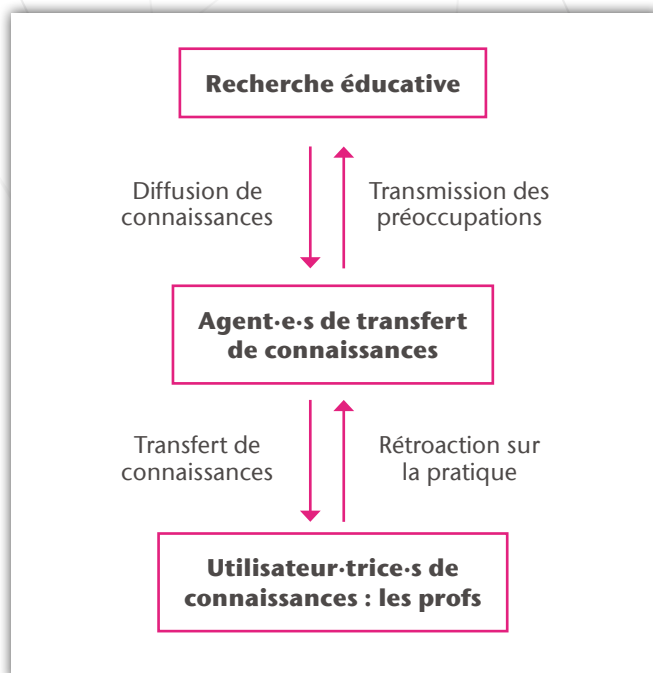 Recherche éducative
Diffusion de
connaissances
Transmission des
préoccupations
Agent·e·s de transfert
de connaissances
Transfert de
connaissances
Rétroaction sur
la pratique
Utilisateur·trice·s de
connaissances : les profs